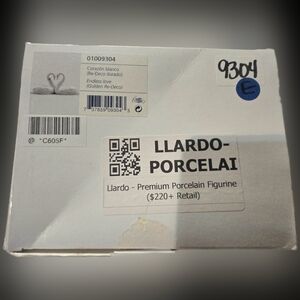 01009304
Corazón blanco
(Re-Deco dorado)
Endless love
(Golden Re-Deco)
9304
E
@ "C605F"
LLARDO-
PORCELAI
Llardo - Premium Porcelain Figurine
($220+ Retail)